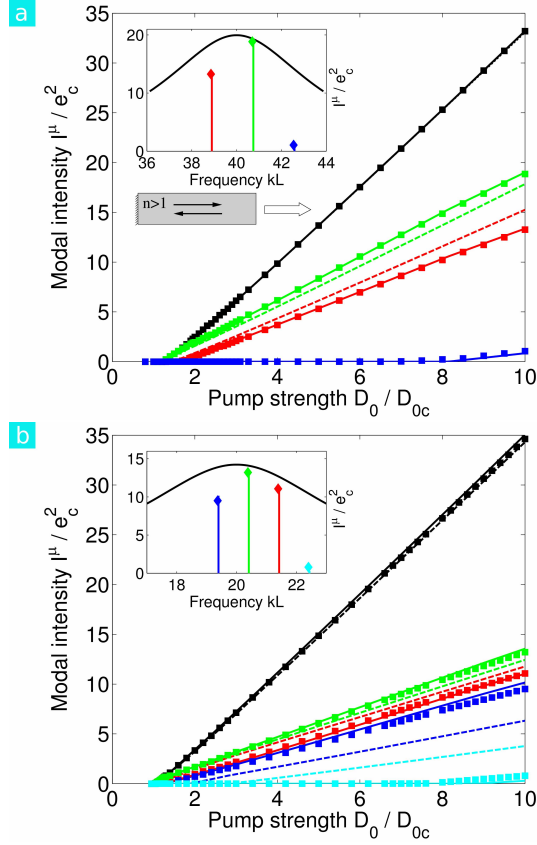 a
35
30
25
20
15
10
5
0
Modal intensity I^μ / e_c^2
20
10
0
36 38 40 42 44
Frequency kL
I^μ / e_c^2
n>1
0 2 4 6 8 10
Pump strength D_0 / D_0c
b
35
30
25
20
15
10
5
0
Modal intensity I^μ / e_c^2
15
10
5
0
18 20 22
Frequency kL
I^μ / e_c^2
0 2 4 6 8 10
Pump strength D_0 / D_0c